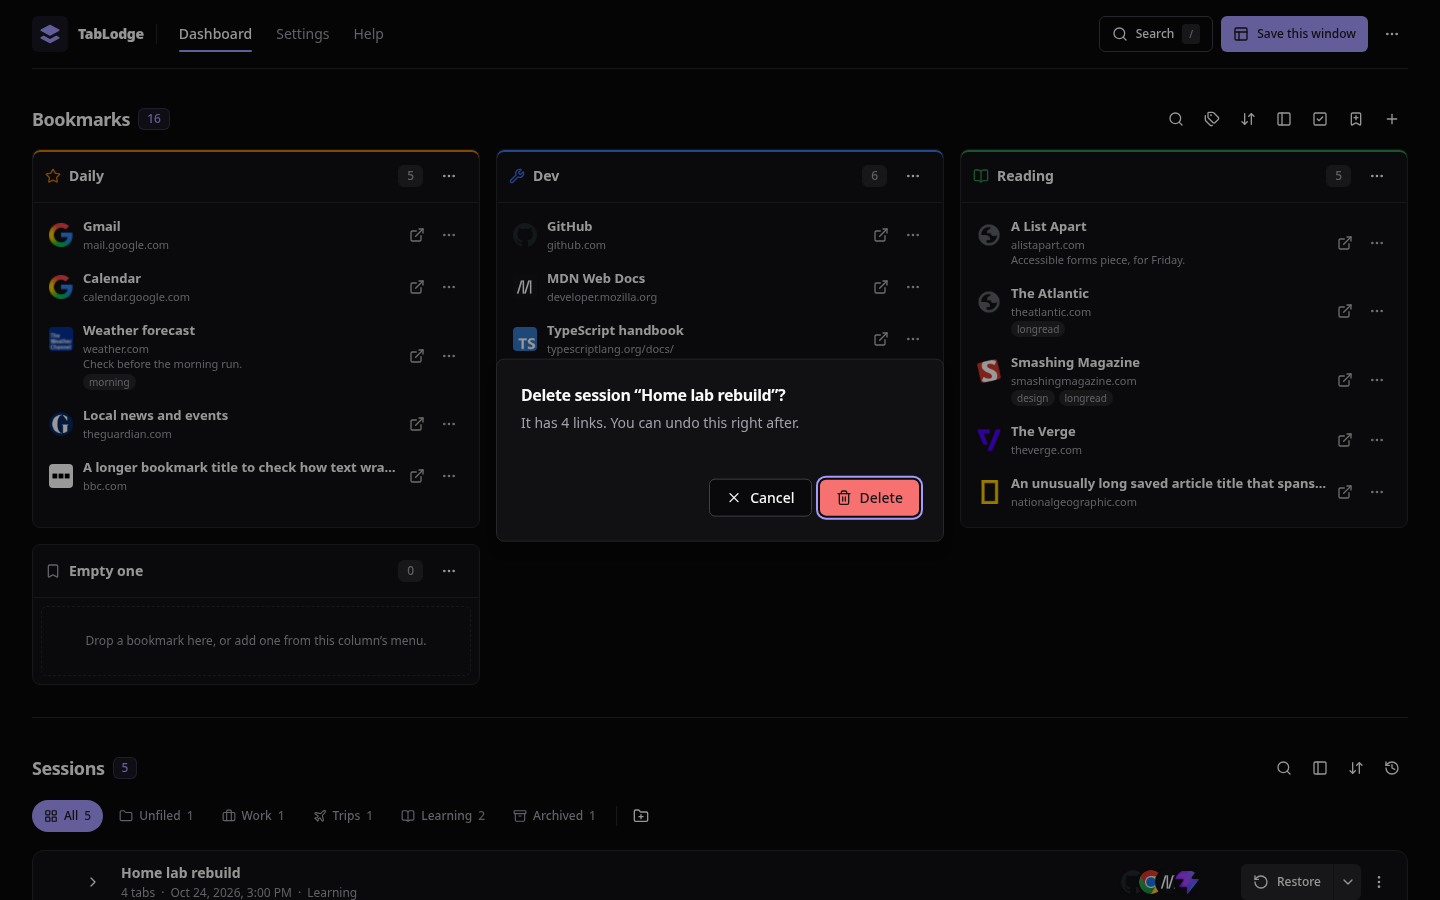 TabLodge
Dashboard
Settings
Help
Search /
Save this window
Bookmarks 16
Daily 5
Gmail
mail.google.com
Calendar
calendar.google.com
Weather forecast
weather.com
Check before the morning run.
morning
Local news and events
theguardian.com
A longer bookmark title to check how text wra...
bbc.com
Dev 6
GitHub
github.com
MDN Web Docs
developer.mozilla.org
TypeScript handbook
typescriptlang.org/docs/
Reading 5
A List Apart
alistapart.com
Accessible forms piece, for Friday.
The Atlantic
theatlantic.com
longread
Smashing Magazine
smashingmagazine.com
design longread
The Verge
theverge.com
An unusually long saved article title that spans...
nationalgeographic.com
Delete session “Home lab rebuild”?
It has 4 links. You can undo this right after.
Cancel
Delete
Empty one 0
Drop a bookmark here, or add one from this column’s menu.
Sessions 5
All 5
Unfiled 1
Work 1
Trips 1
Learning 2
Archived 1
Home lab rebuild
4 tabs · Oct 24, 2026, 3:00 PM · Learning
Restore